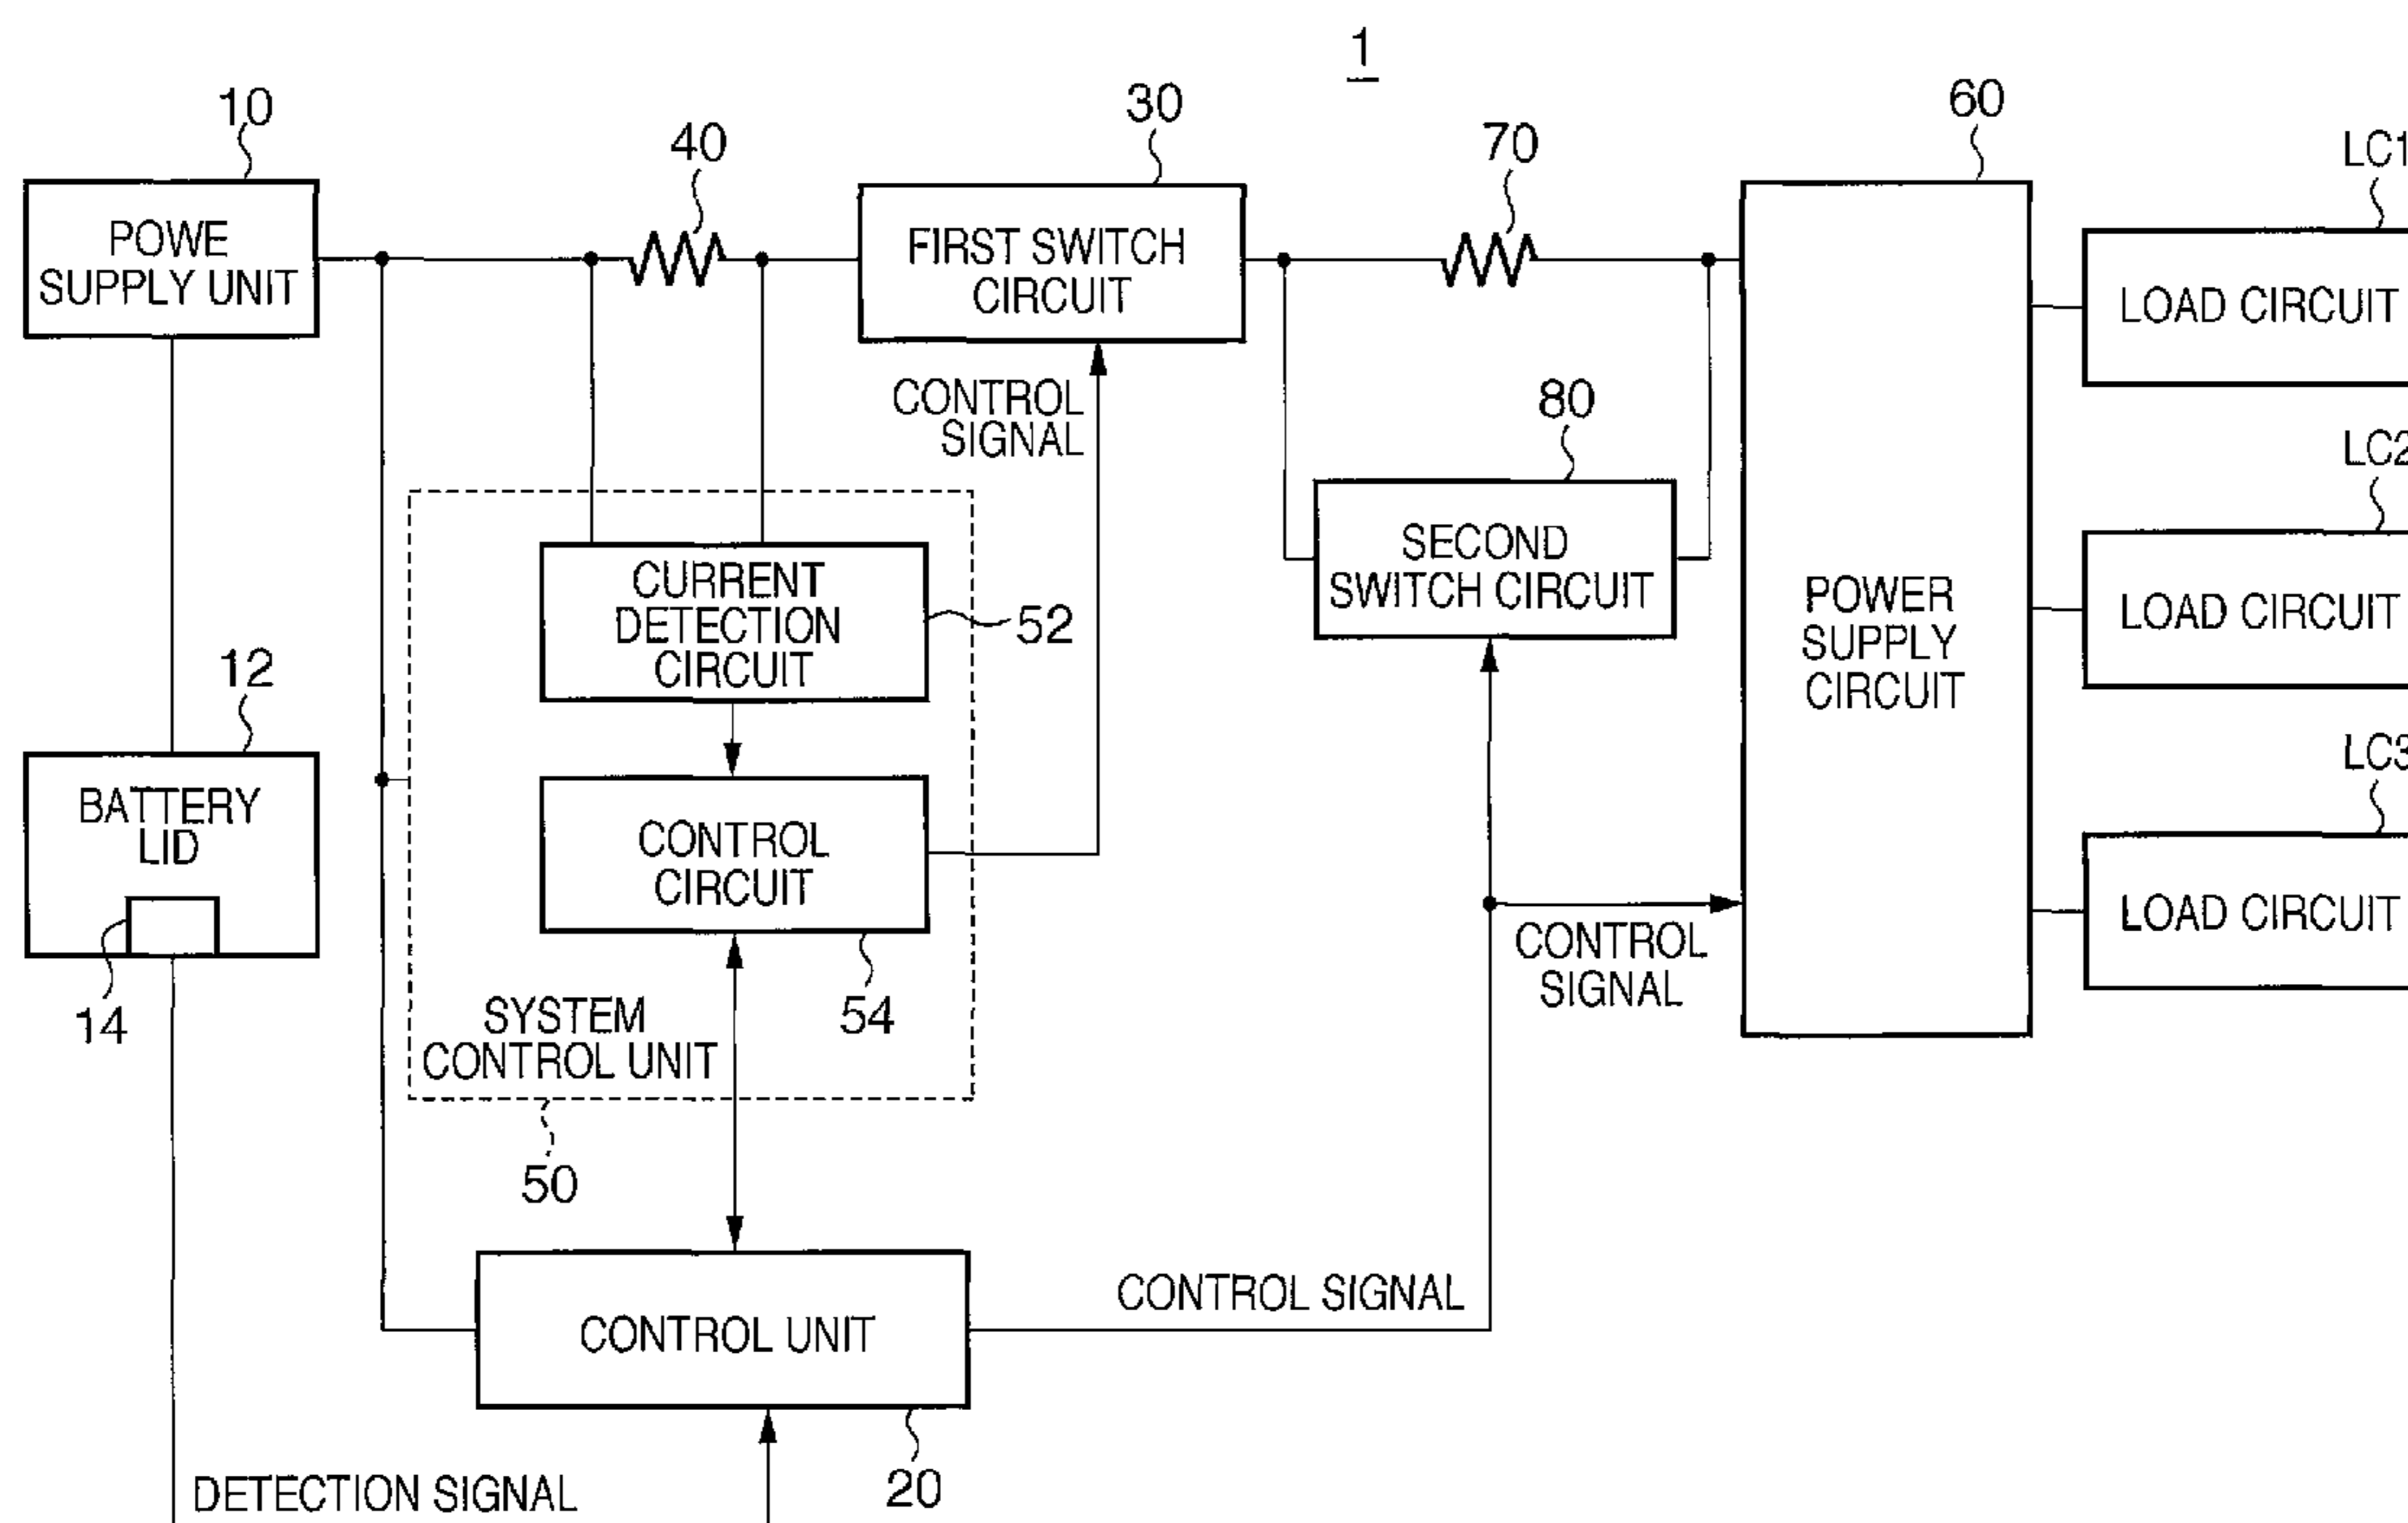 1
10
40
30
70
60
LC1
POWE
SUPPLY UNIT
FIRST SWITCH
CIRCUIT
LOAD CIRCUIT
CONTROL
SIGNAL
80
LC2
CURRENT
DETECTION
CIRCUIT
52
SECOND
SWITCH CIRCUIT
POWER
SUPPLY
CIRCUIT
LOAD CIRCUIT
12
LC3
BATTERY
LID
CONTROL
CIRCUIT
LOAD CIRCUIT
14
54
CONTROL
SIGNAL
SYSTEM
CONTROL UNIT
50
CONTROL UNIT
CONTROL SIGNAL
20
DETECTION SIGNAL